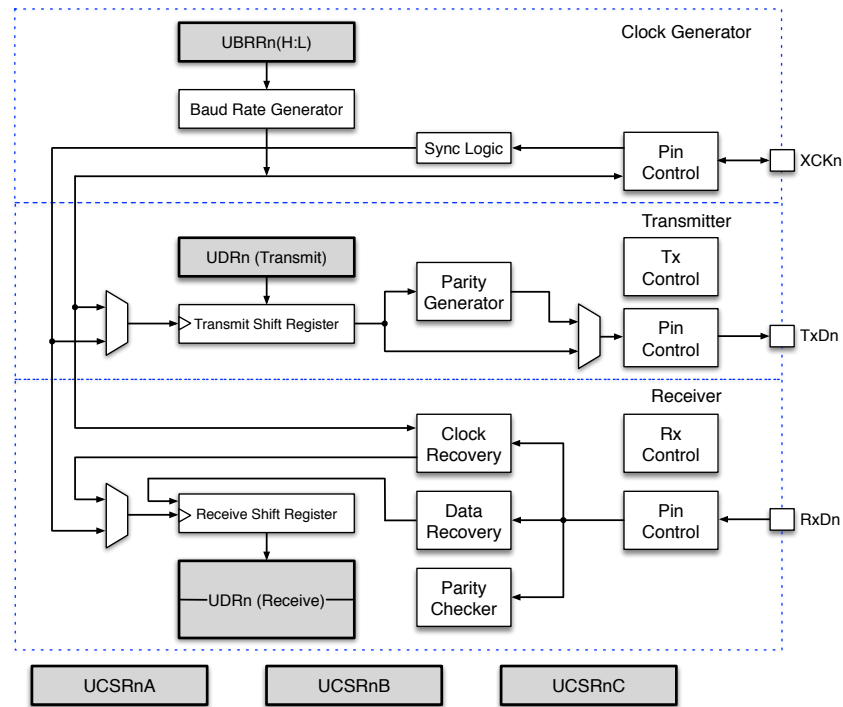 UBRRn(H:L)
Clock Generator
Baud Rate Generator
Sync Logic
Pin
Control
XCKn
Transmitter
UDRn (Transmit)
Tx
Control
Parity
Generator
Transmit Shift Register
Pin
Control
TxDn
Receiver
Clock
Recovery
Rx
Control
Receive Shift Register
Data
Recovery
Pin
Control
RxDn
UDRn (Receive)
Parity
Checker
UCSRnA
UCSRnB
UCSRnC